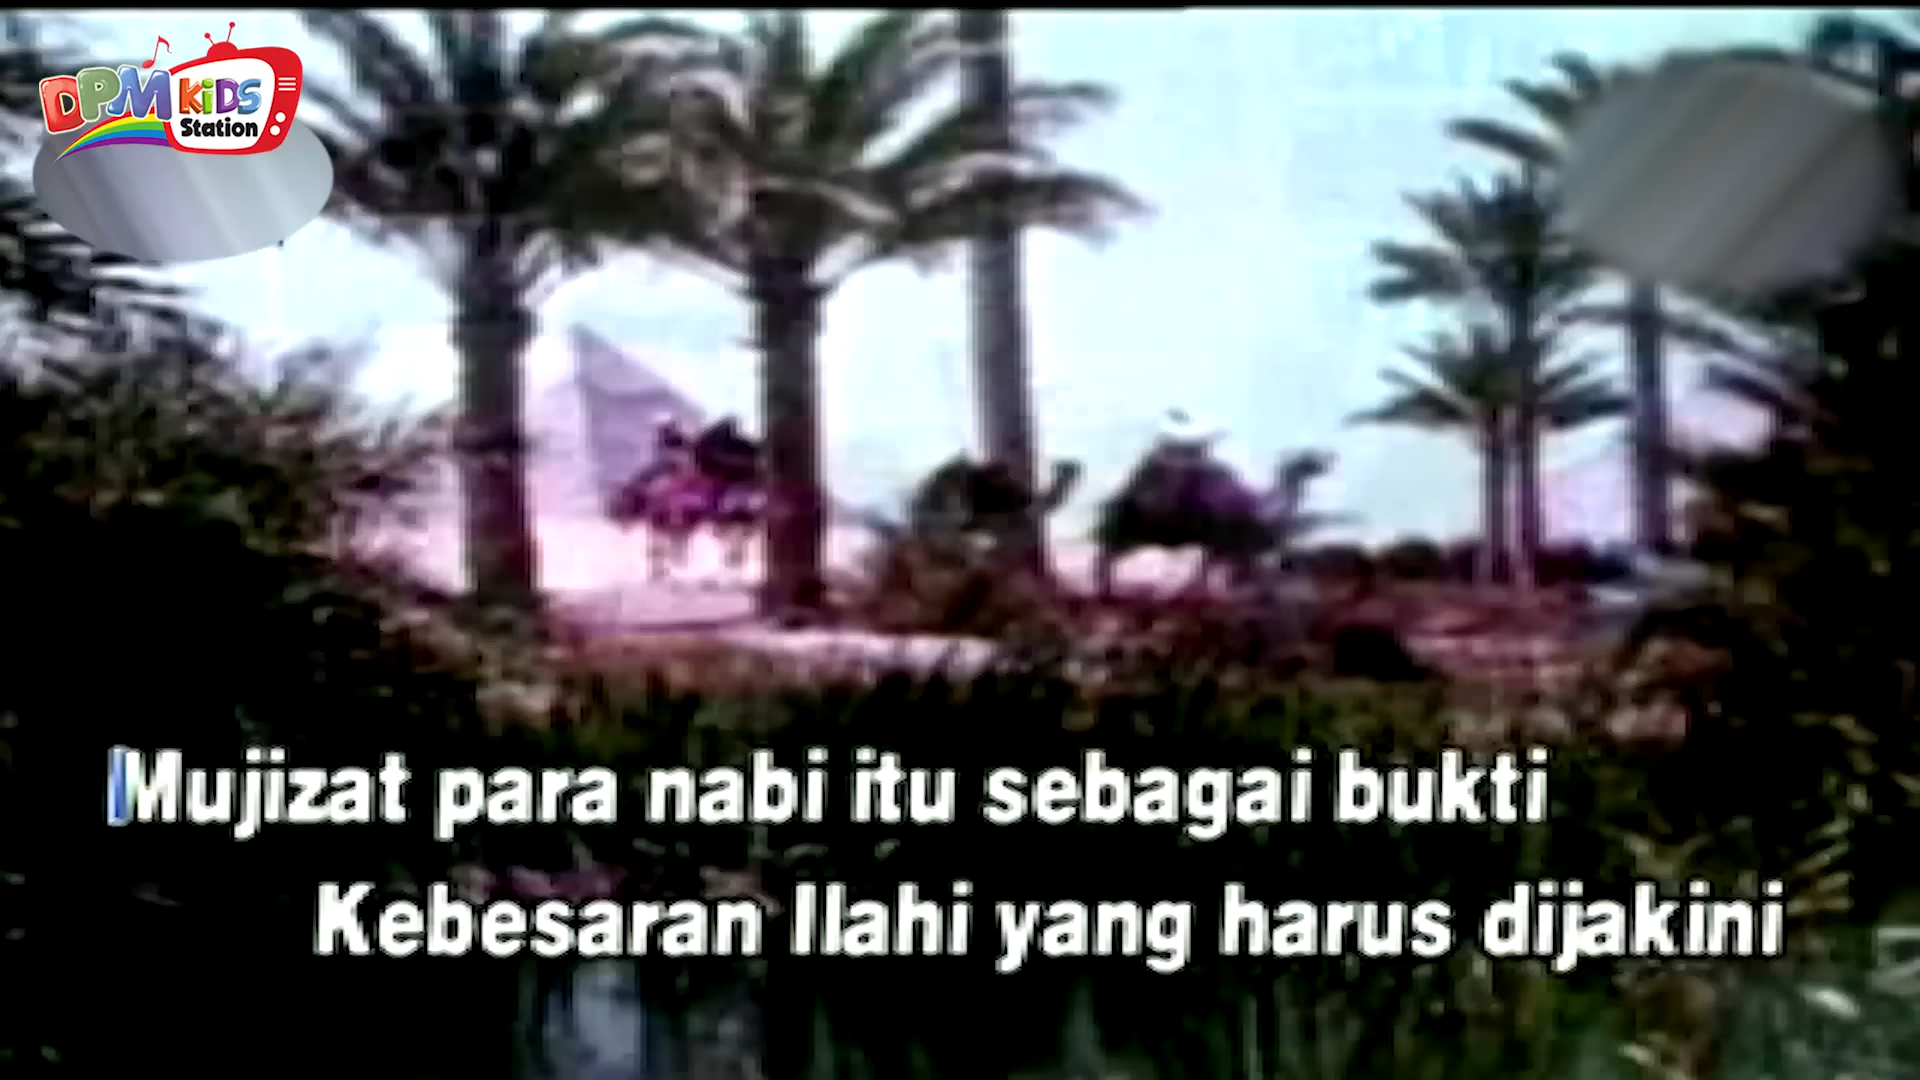 DPM KiDS
Station
Mujizat para nabi itu sebagai bukti
Kebesaran Ilahi yang harus dijakini